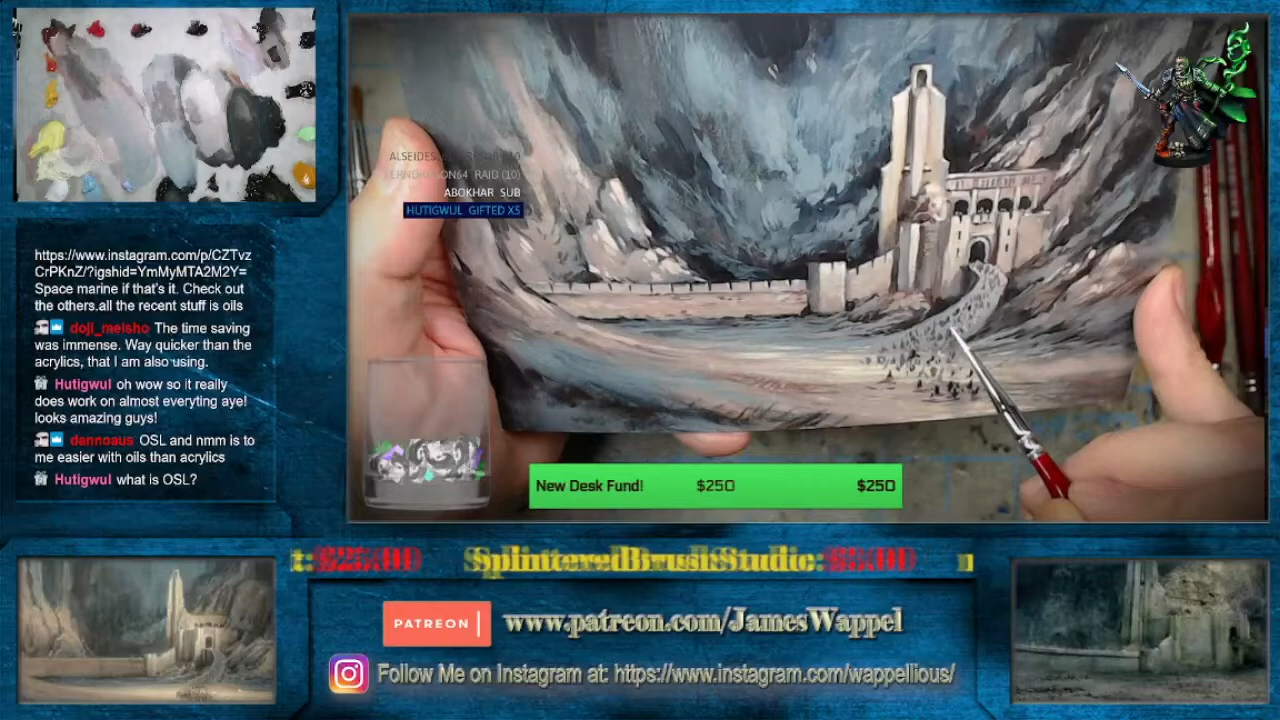 https://www.instagram.com/p/CZTvz
CrPKnZ/?igshid=YmMyMTA2M2Y=
Space marine if that's it. Check out
the others.all the recent stuff is oils
doji_meisho The time saving
was immense. Way quicker than the
acrylics, that I am also using.
Hutigwul oh wow so it really
does work on almost everyting aye!
looks amazing guys!
dannoaus OSL and nmm is to
me easier with oils than acrylics
Hutigwul what is OSL?
RAID (10)
ABOKHAR SUB
HUTIGWUL GIFTED X5
New Desk Fund! $250 $250
SplinteredBrushStudio:
PATREON
www.patreon.com/JamesWappel
Follow Me on Instagram at: https://www.instagram.com/wappellious/